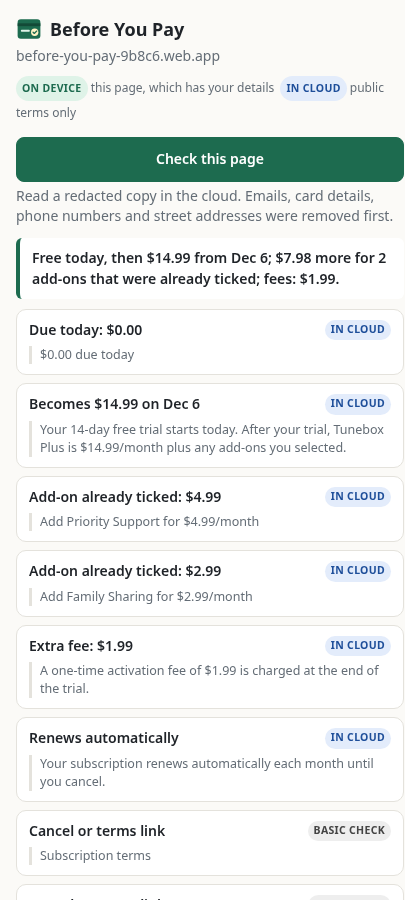 Before You Pay
before-you-pay-9b8c6.web.app
ON DEVICE this page, which has your details IN CLOUD public
terms only
Check this page
Read a redacted copy in the cloud. Emails, card details,
phone numbers and street addresses were removed first.
Free today, then $14.99 from Dec 6; $7.98 more for 2
add-ons that were already ticked; fees: $1.99.
Due today: $0.00 IN CLOUD
$0.00 due today
Becomes $14.99 on Dec 6 IN CLOUD
Your 14-day free trial starts today. After your trial, Tunebox
Plus is $14.99/month plus any add-ons you selected.
Add-on already ticked: $4.99 IN CLOUD
Add Priority Support for $4.99/month
Add-on already ticked: $2.99 IN CLOUD
Add Family Sharing for $2.99/month
Extra fee: $1.99 IN CLOUD
A one-time activation fee of $1.99 is charged at the end of
the trial.
Renews automatically IN CLOUD
Your subscription renews automatically each month until
you cancel.
Cancel or terms link BASIC CHECK
Subscription terms